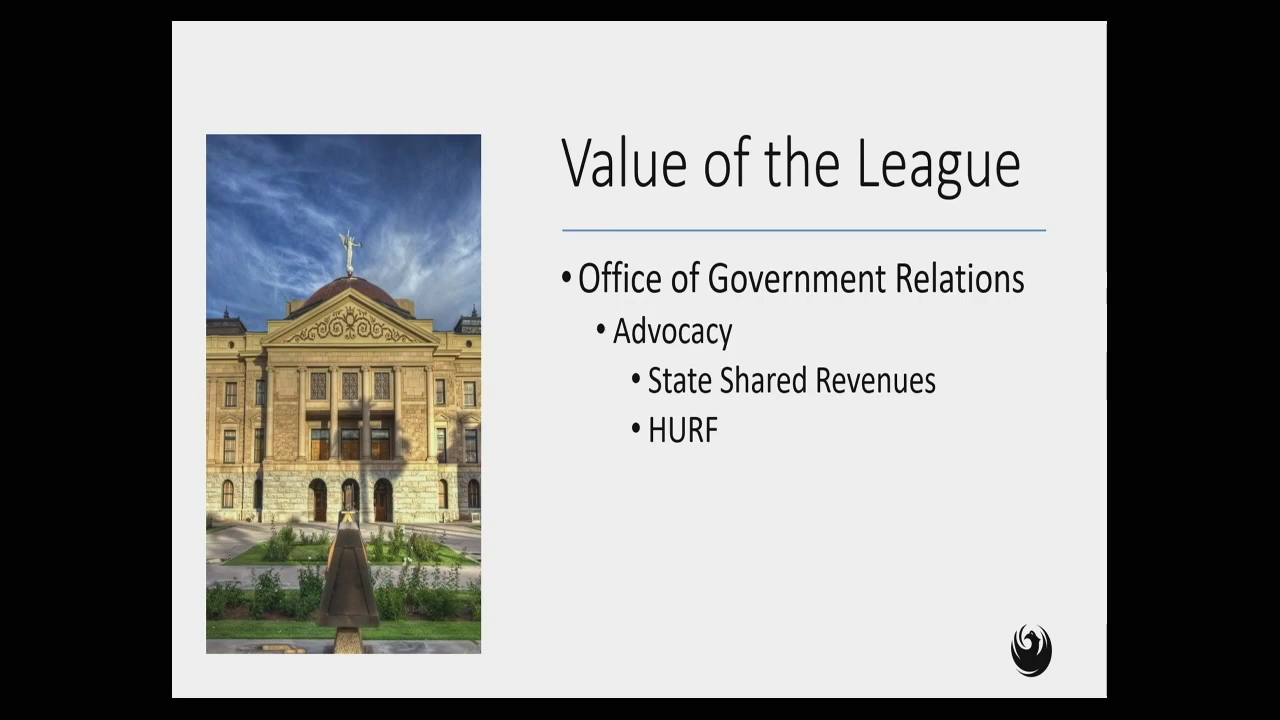 Value of the League
• Office of Government Relations
• Advocacy
• State Shared Revenues
• HURF